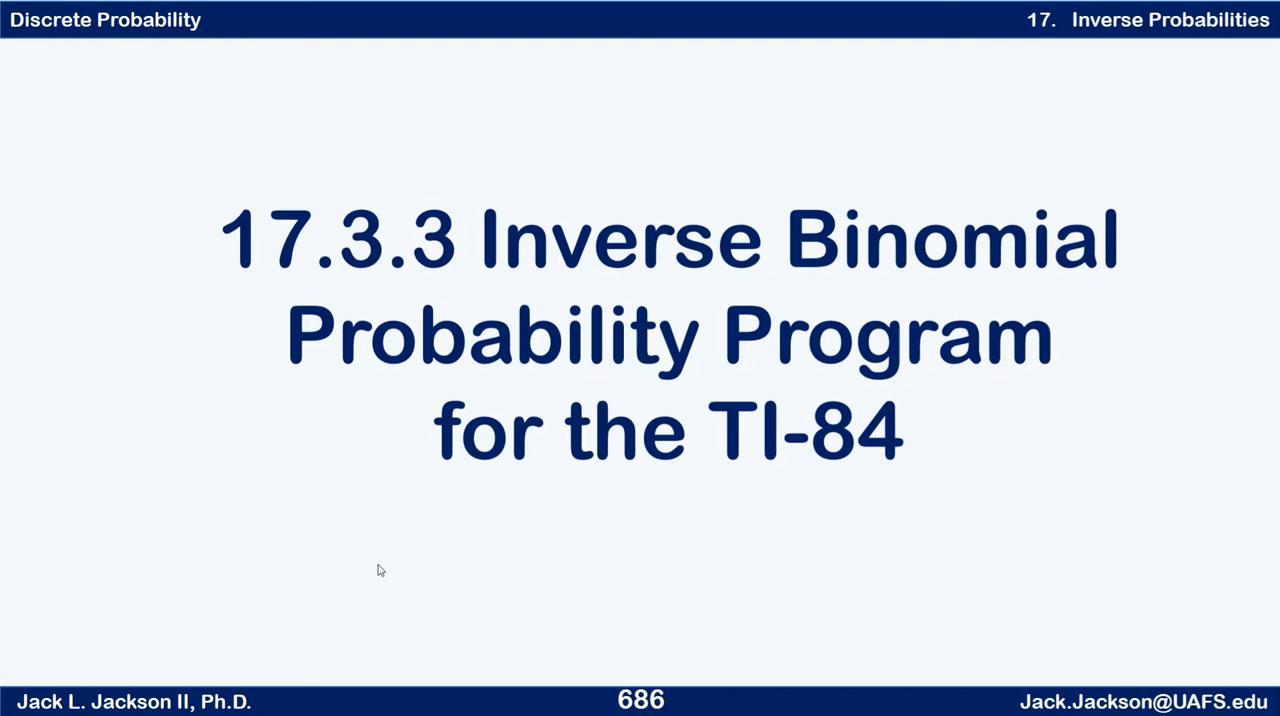 Discrete Probability
17. Inverse Probabilities
17.3.3 Inverse Binomial
Probability Program
for the TI-84
Jack L. Jackson II, Ph.D.
686
Jack.Jackson@UAFS.edu